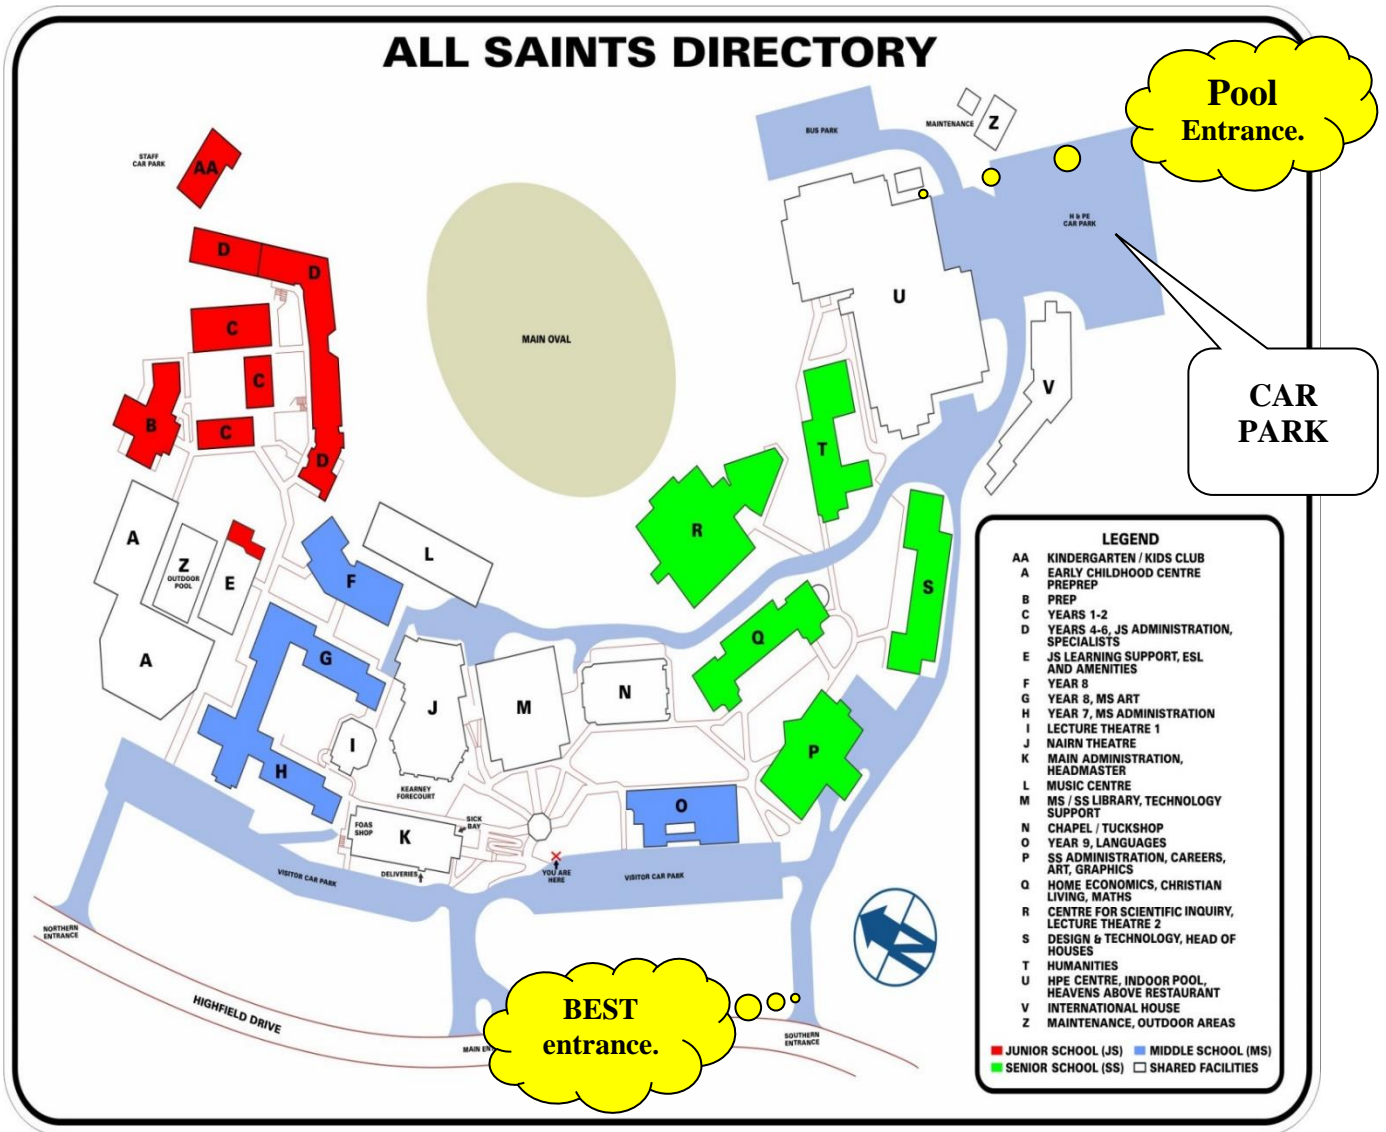 ALL SAINTS DIRECTORY
Pool
Entrance.
BUS PARK
MAINTENANCE
Z
STAFF
CAR PARK
AA
H & PE
CAR PARK
D
D
C
U
MAIN OVAL
C
V
CAR
PARK
B
C
T
D
A
Z
OUTDOOR
POOL
E
L
F
R
S
A
G
Q
J
M
N
I
P
H
KEARNEY
FORECOURT
FOAS
SHOP
K
SICK
BAY
O
DELIVERIES
YOU ARE
HERE
VISITOR CAR PARK
VISITOR CAR PARK
NORTHERN
ENTRANCE
N
HIGHFIELD DRIVE
MAIN EN
BEST
entrance.
SOUTHERN
ENTRANCE
LEGEND
AA KINDERGARTEN / KIDS CLUB
A EARLY CHILDHOOD CENTRE
PREPREP
B PREP
C YEARS 1-2
D YEARS 4-6, JS ADMINISTRATION,
SPECIALISTS
E JS LEARNING SUPPORT, ESL
AND AMENITIES
F YEAR 8
G YEAR 8, MS ART
H YEAR 7, MS ADMINISTRATION
I LECTURE THEATRE 1
J NAIRN THEATRE
K MAIN ADMINISTRATION,
HEADMASTER
L MUSIC CENTRE
M MS / SS LIBRARY, TECHNOLOGY
SUPPORT
N CHAPEL / TUCKSHOP
O YEAR 9, LANGUAGES
P SS ADMINISTRATION, CAREERS,
ART, GRAPHICS
Q HOME ECONOMICS, CHRISTIAN
LIVING, MATHS
R CENTRE FOR SCIENTIFIC INQUIRY,
LECTURE THEATRE 2
S DESIGN & TECHNOLOGY, HEAD OF
HOUSES
T HUMANITIES
U HPE CENTRE, INDOOR POOL,
HEAVENS ABOVE RESTAURANT
V INTERNATIONAL HOUSE
Z MAINTENANCE, OUTDOOR AREAS
JUNIOR SCHOOL (JS) MIDDLE SCHOOL (MS)
SENIOR SCHOOL (SS) SHARED FACILITIES